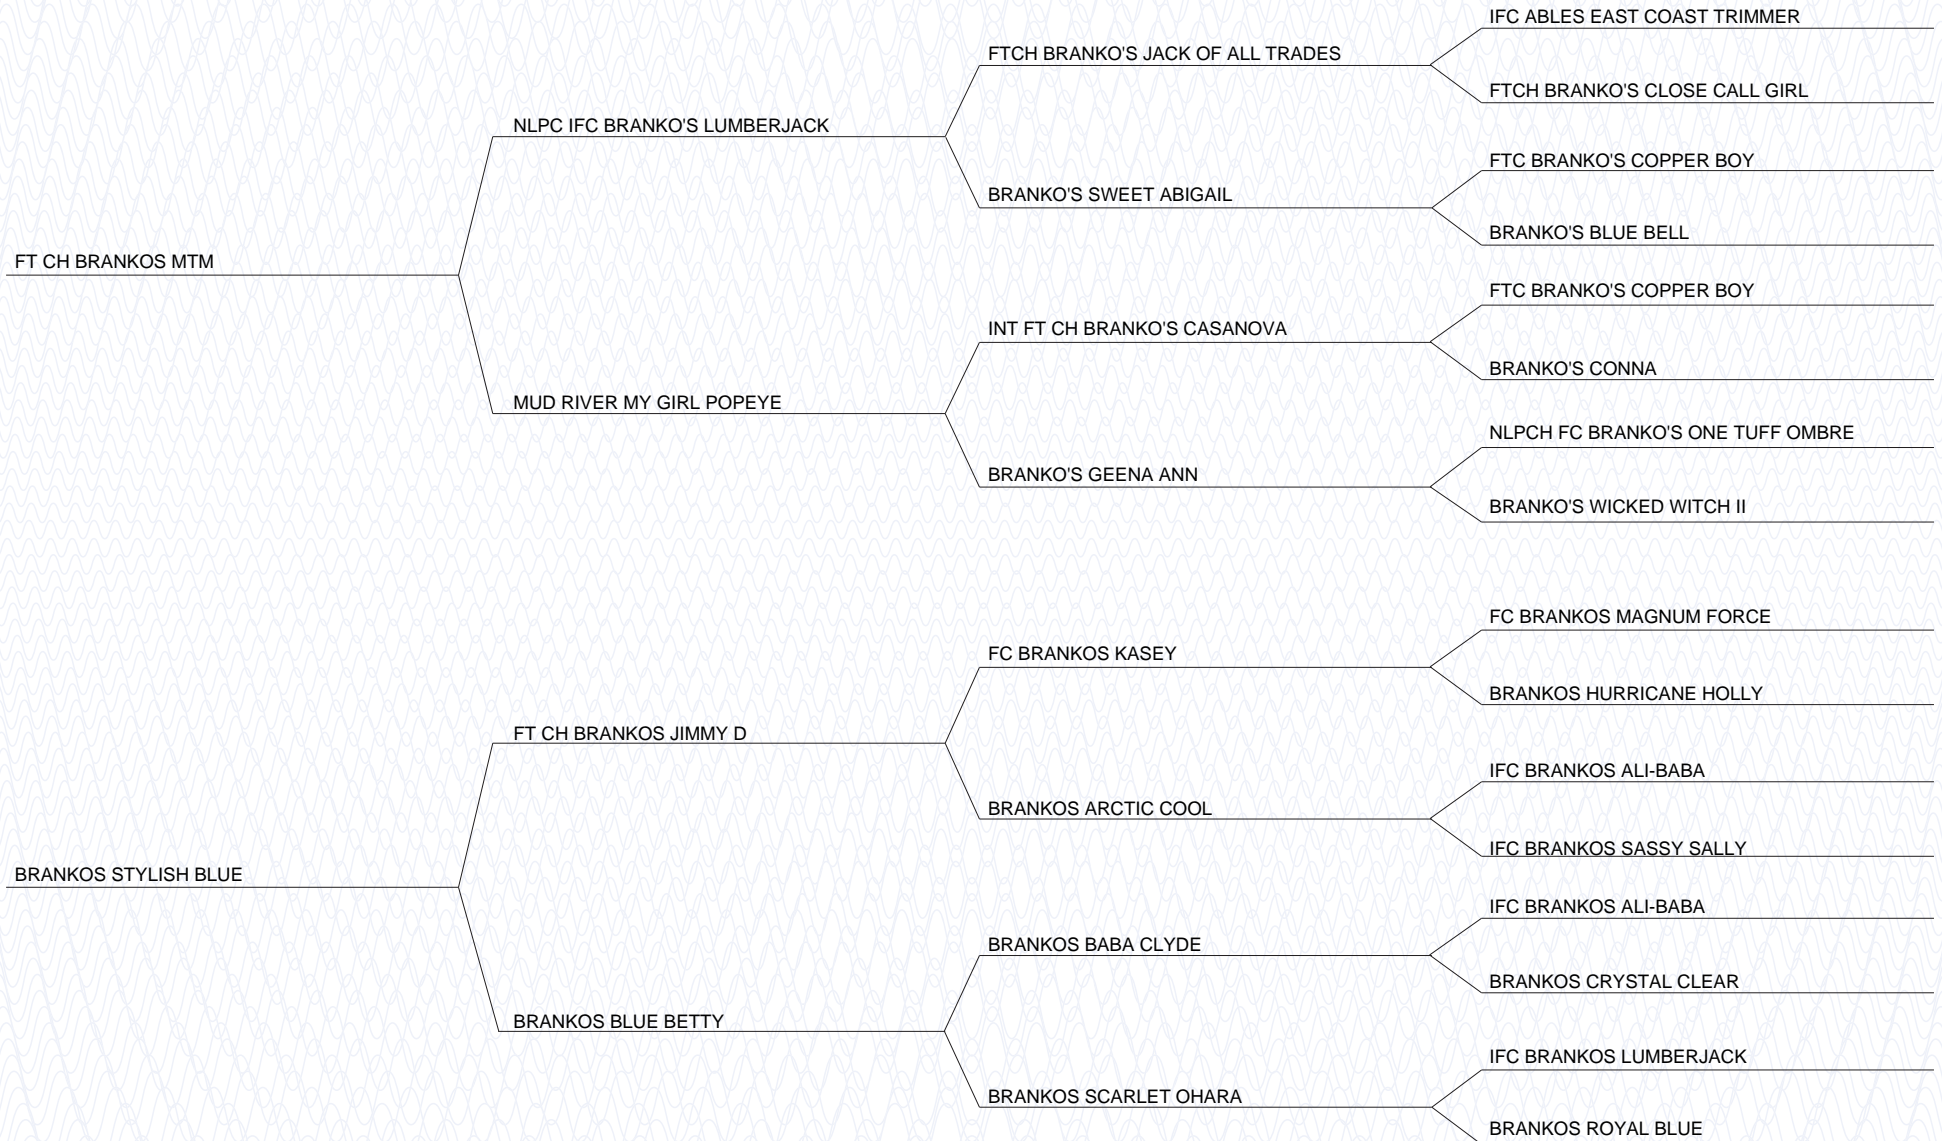 IFC ABLES EAST COAST TRIMMER
FTCH BRANKO'S JACK OF ALL TRADES
FTCH BRANKO'S CLOSE CALL GIRL
NLPC IFC BRANKO'S LUMBERJACK
FTC BRANKO'S COPPER BOY
BRANKO'S SWEET ABIGAIL
BRANKO'S BLUE BELL
FT CH BRANKOS MTM
FTC BRANKO'S COPPER BOY
INT FT CH BRANKO'S CASANOVA
BRANKO'S CONNA
MUD RIVER MY GIRL POPEYE
NLPCH FC BRANKO'S ONE TUFF OMBRE
BRANKO'S GEENA ANN
BRANKO'S WICKED WITCH II
FC BRANKOS MAGNUM FORCE
FC BRANKOS KASEY
BRANKOS HURRICANE HOLLY
FT CH BRANKOS JIMMY D
IFC BRANKOS ALI-BABA
BRANKOS ARCTIC COOL
IFC BRANKOS SASSY SALLY
BRANKOS STYLISH BLUE
IFC BRANKOS ALI-BABA
BRANKOS BABA CLYDE
BRANKOS CRYSTAL CLEAR
BRANKOS BLUE BETTY
IFC BRANKOS LUMBERJACK
BRANKOS SCARLET OHARA
BRANKOS ROYAL BLUE